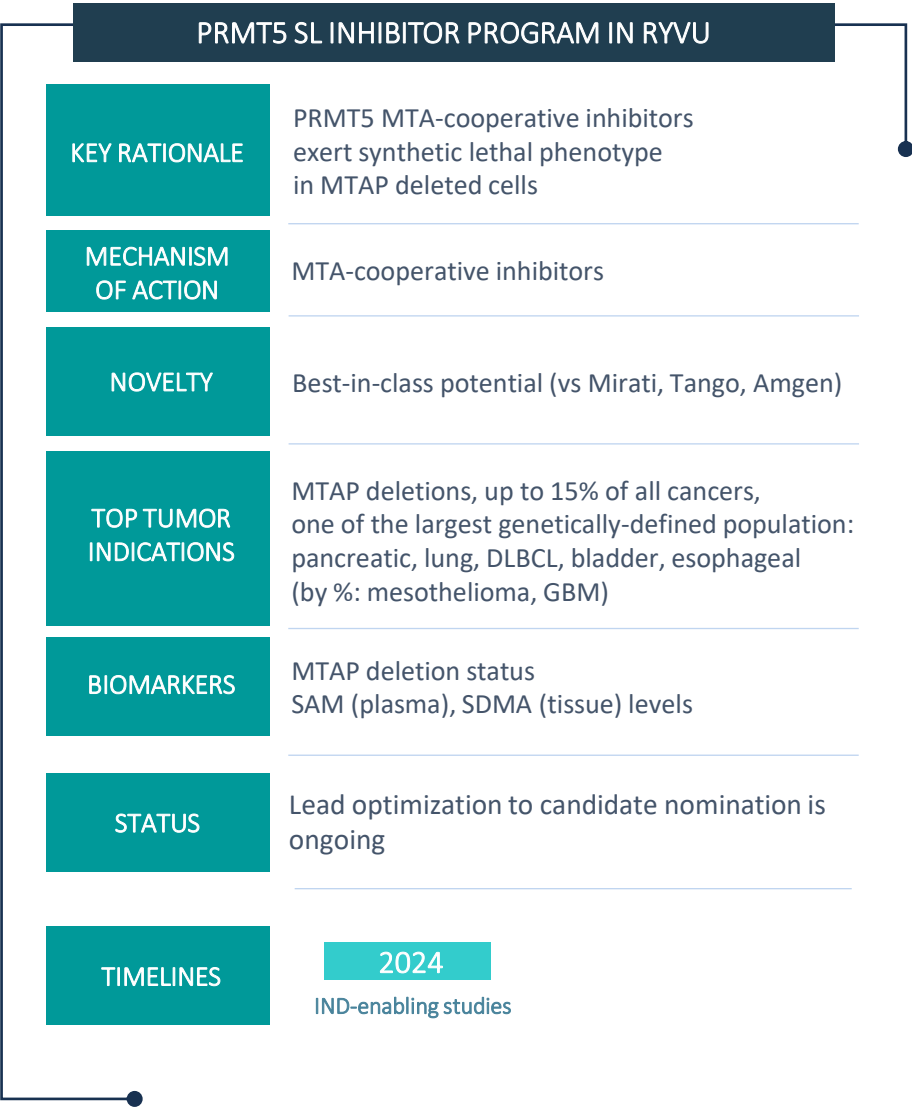 PRMT5 SL INHIBITOR PROGRAM IN RYVU
KEY RATIONALE
PRMT5 MTA-cooperative inhibitors
exert synthetic lethal phenotype
in MTAP deleted cells
MECHANISM
OF ACTION
MTA-cooperative inhibitors
NOVELTY
Best-in-class potential (vs Mirati, Tango, Amgen)
TOP TUMOR
INDICATIONS
MTAP deletions, up to 15% of all cancers,
one of the largest genetically-defined population:
pancreatic, lung, DLBCL, bladder, esophageal
(by %: mesothelioma, GBM)
BIOMARKERS
MTAP deletion status
SAM (plasma), SDMA (tissue) levels
STATUS
Lead optimization to candidate nomination is
ongoing
TIMELINES
2024
IND-enabling studies